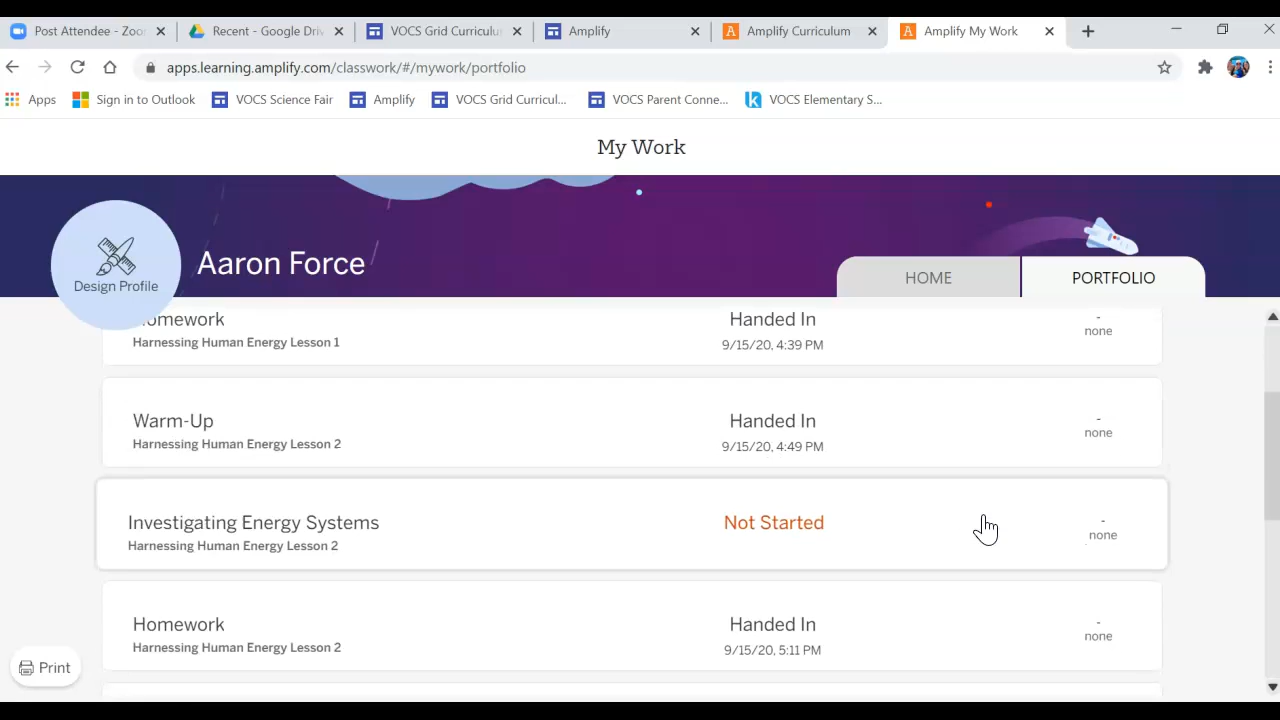 Post Attendee - Zoo
Recent - Google Driv
VOCS Grid Curriculu
Amplify
Amplify Curriculum
Amplify My Work
apps.learning.amplify.com/classwork/#/mywork/portfolio
Apps
Sign in to Outlook
VOCS Science Fair
Amplify
VOCS Grid Curricul...
VOCS Parent Conne...
VOCS Elementary S...
My Work
Design Profile
Aaron Force
HOME
PORTFOLIO
Homework
Handed In
-
none
Harnessing Human Energy Lesson 1
9/15/20, 4:39 PM
Warm-Up
Handed In
-
none
Harnessing Human Energy Lesson 2
9/15/20, 4:49 PM
Investigating Energy Systems
Not Started
-
none
Harnessing Human Energy Lesson 2
Homework
Handed In
-
none
Harnessing Human Energy Lesson 2
9/15/20, 5:11 PM
Print